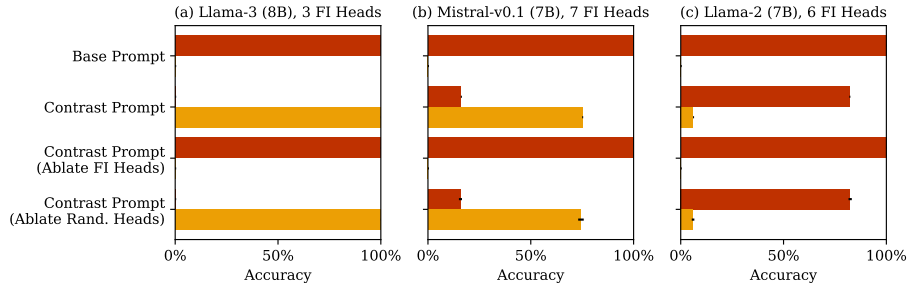 (a) Llama-3 (8B), 3 FI Heads
(b) Mistral-v0.1 (7B), 7 FI Heads
(c) Llama-2 (7B), 6 FI Heads
Base Prompt
Contrast Prompt
Contrast Prompt
(Ablate FI Heads)
Contrast Prompt
(Ablate Rand. Heads)
0%
50%
100%
0%
50%
100%
0%
50%
100%
Accuracy
Accuracy
Accuracy